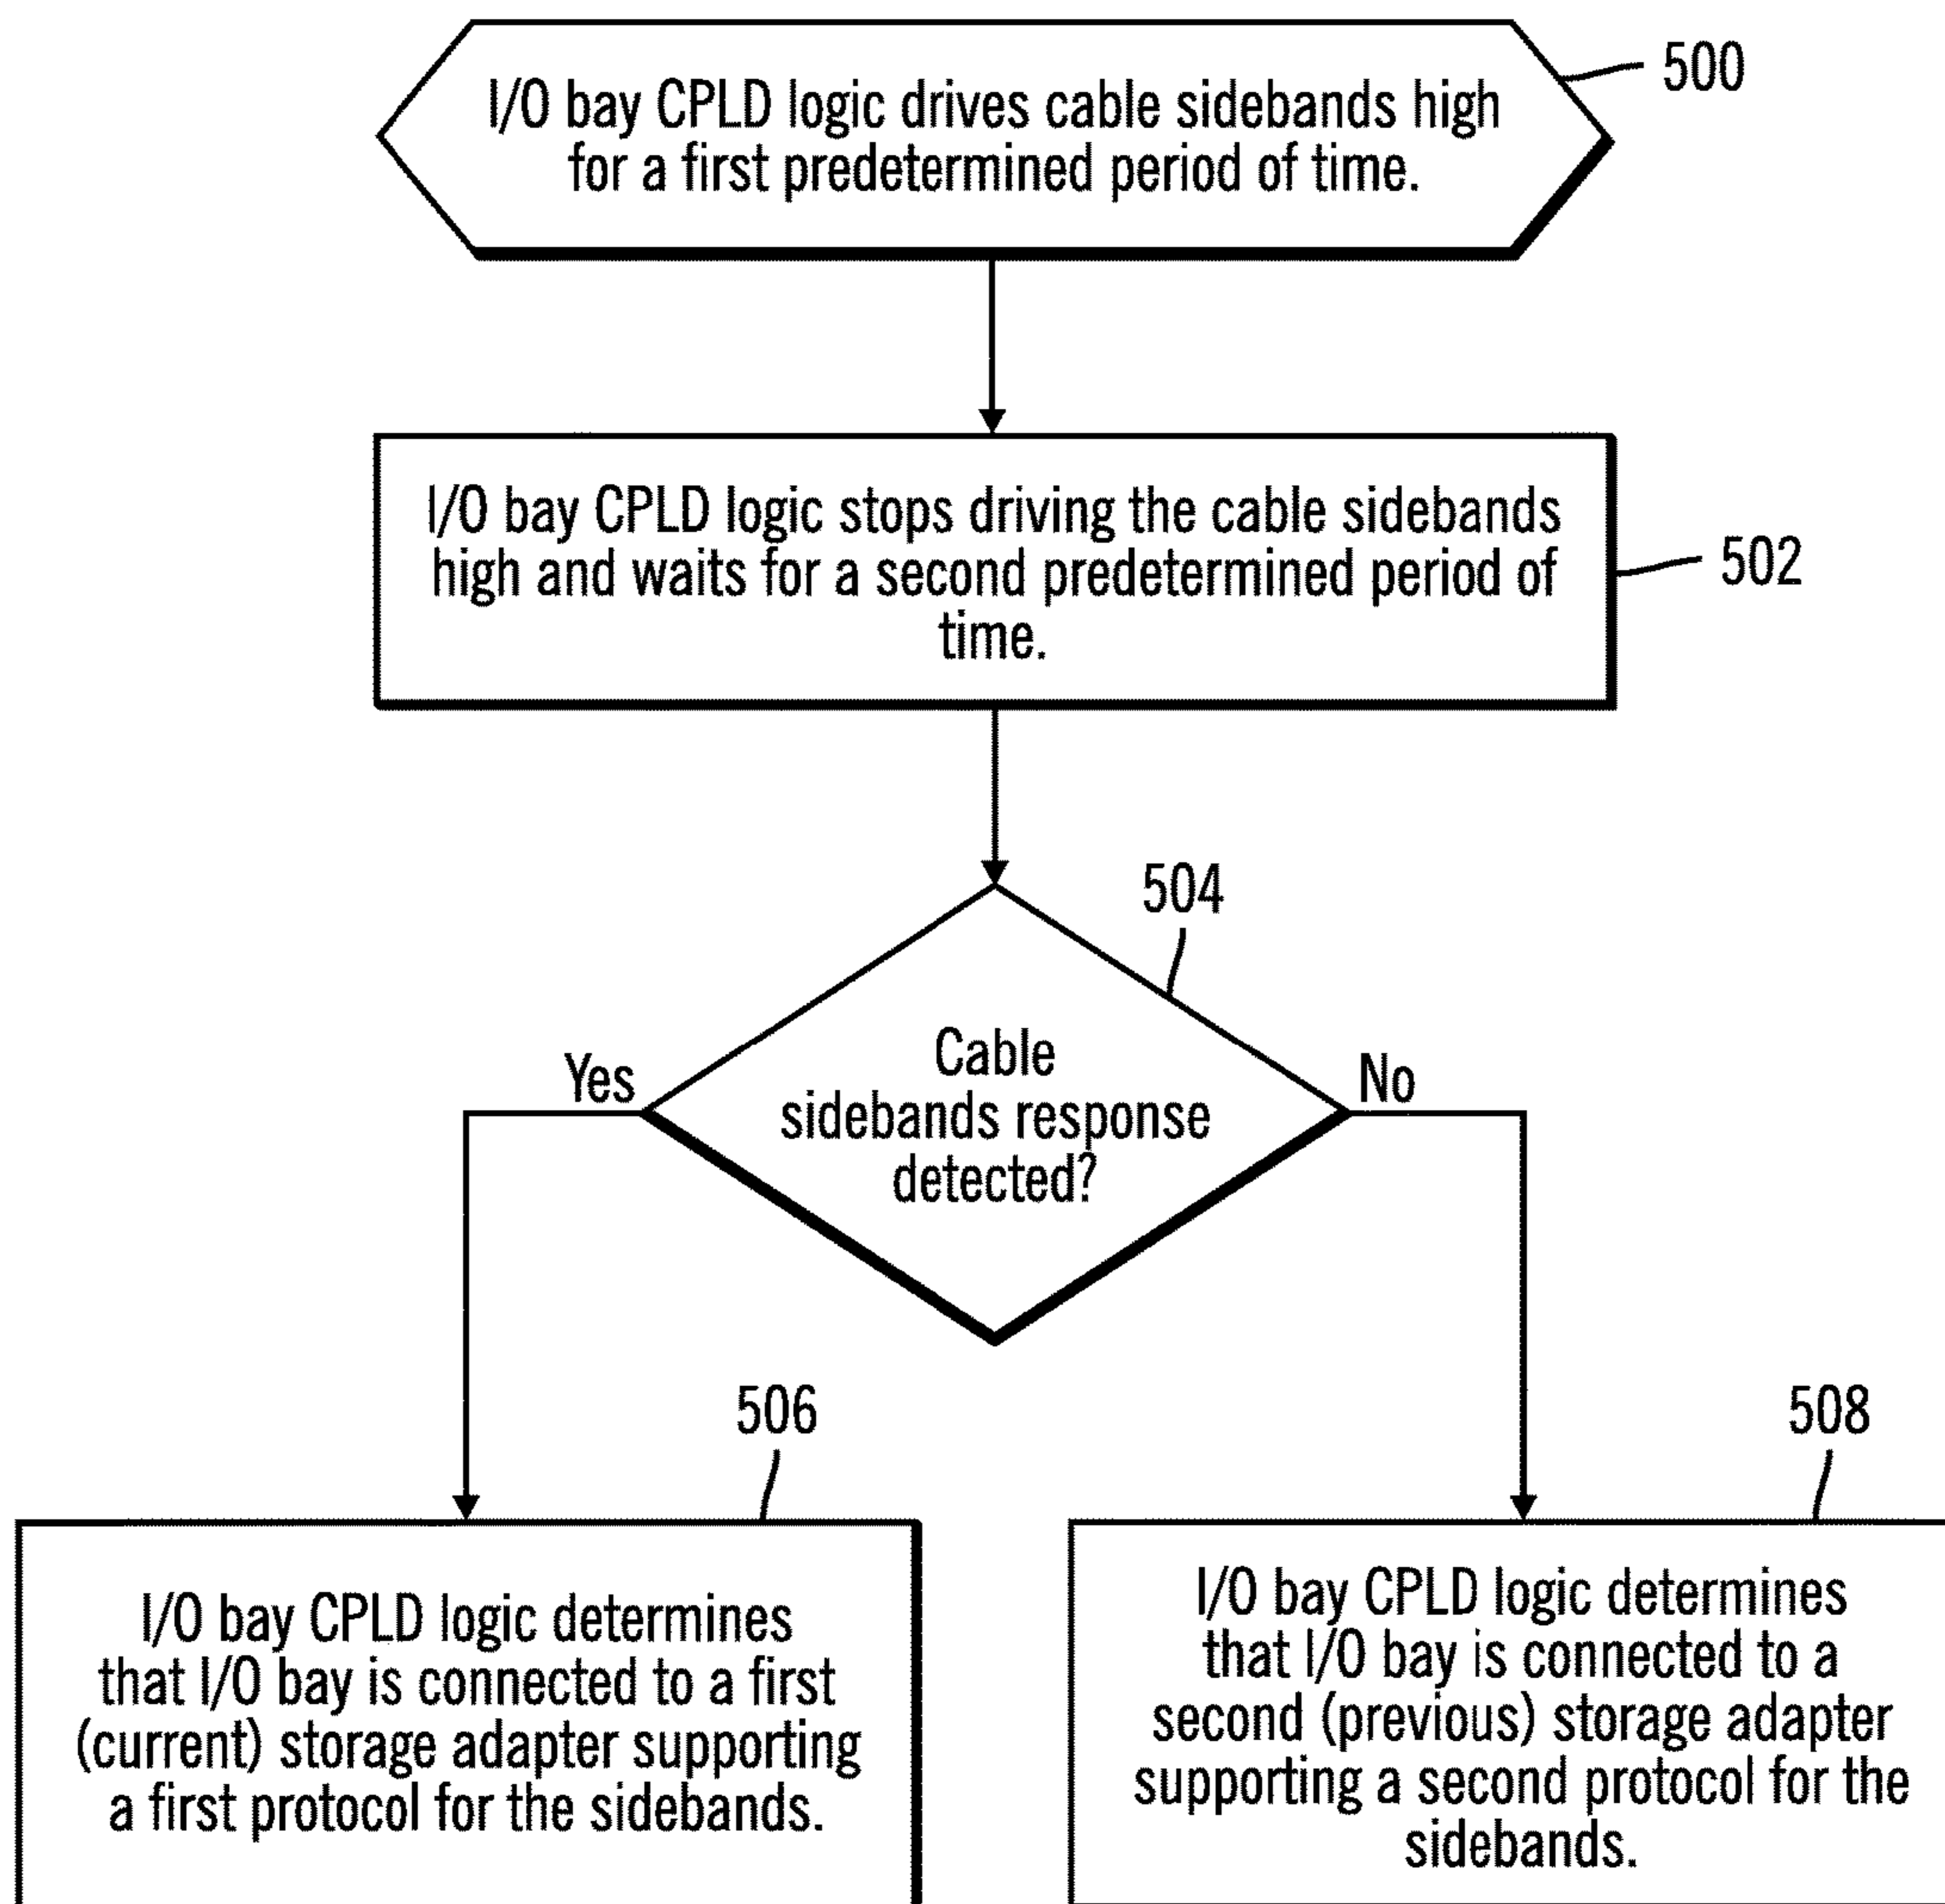 I/O bay CPLD logic drives cable sidebands high
for a first predetermined period of time.
500
I/O bay CPLD logic stops driving the cable sidebands
high and waits for a second predetermined period of
time.
502
504
Cable
sidebands response
detected?
Yes
No
506
508
I/O bay CPLD logic determines
that I/O bay is connected to a first
(current) storage adapter supporting
a first protocol for the sidebands.
I/O bay CPLD logic determines
that I/O bay is connected to a
second (previous) storage adapter
supporting a second protocol for the
sidebands.